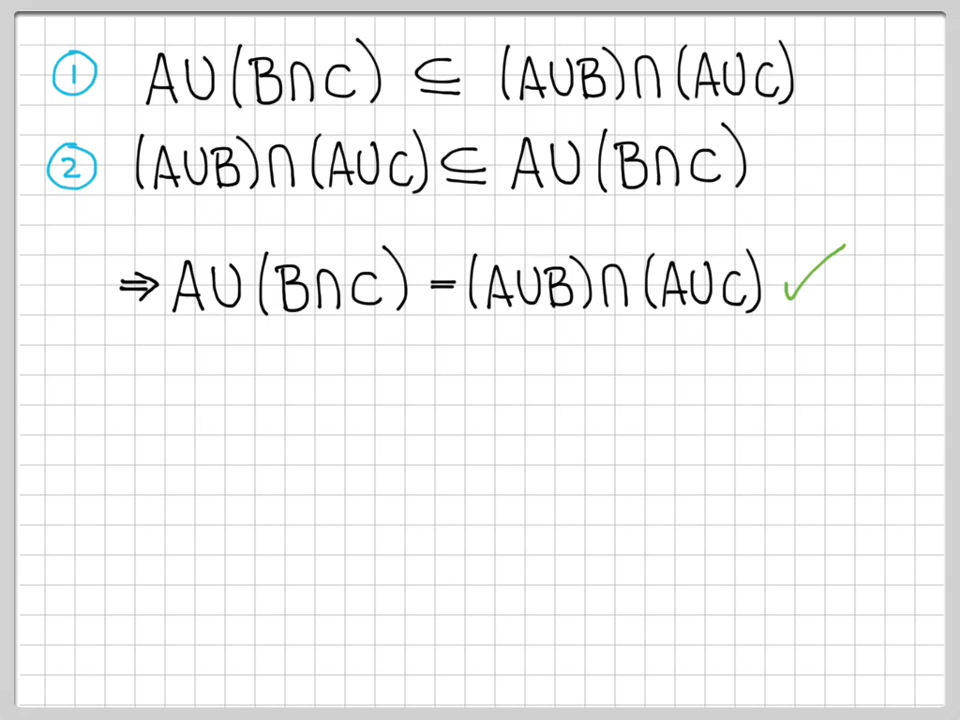 ① A∪(B∩C) ⊆ (A∪B)∩(A∪C)
② (A∪B)∩(A∪C) ⊆ A∪(B∩C)
⇒ A∪(B∩C) = (A∪B)∩(A∪C) ✓